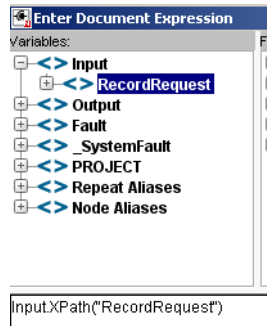 Enter Document Expression
Variables:
F
<> Input
<> RecordRequest
<> Output
<> Fault
<> _SystemFault
<> PROJECT
<> Repeat Aliases
<> Node Aliases
Input.XPath("RecordRequest")